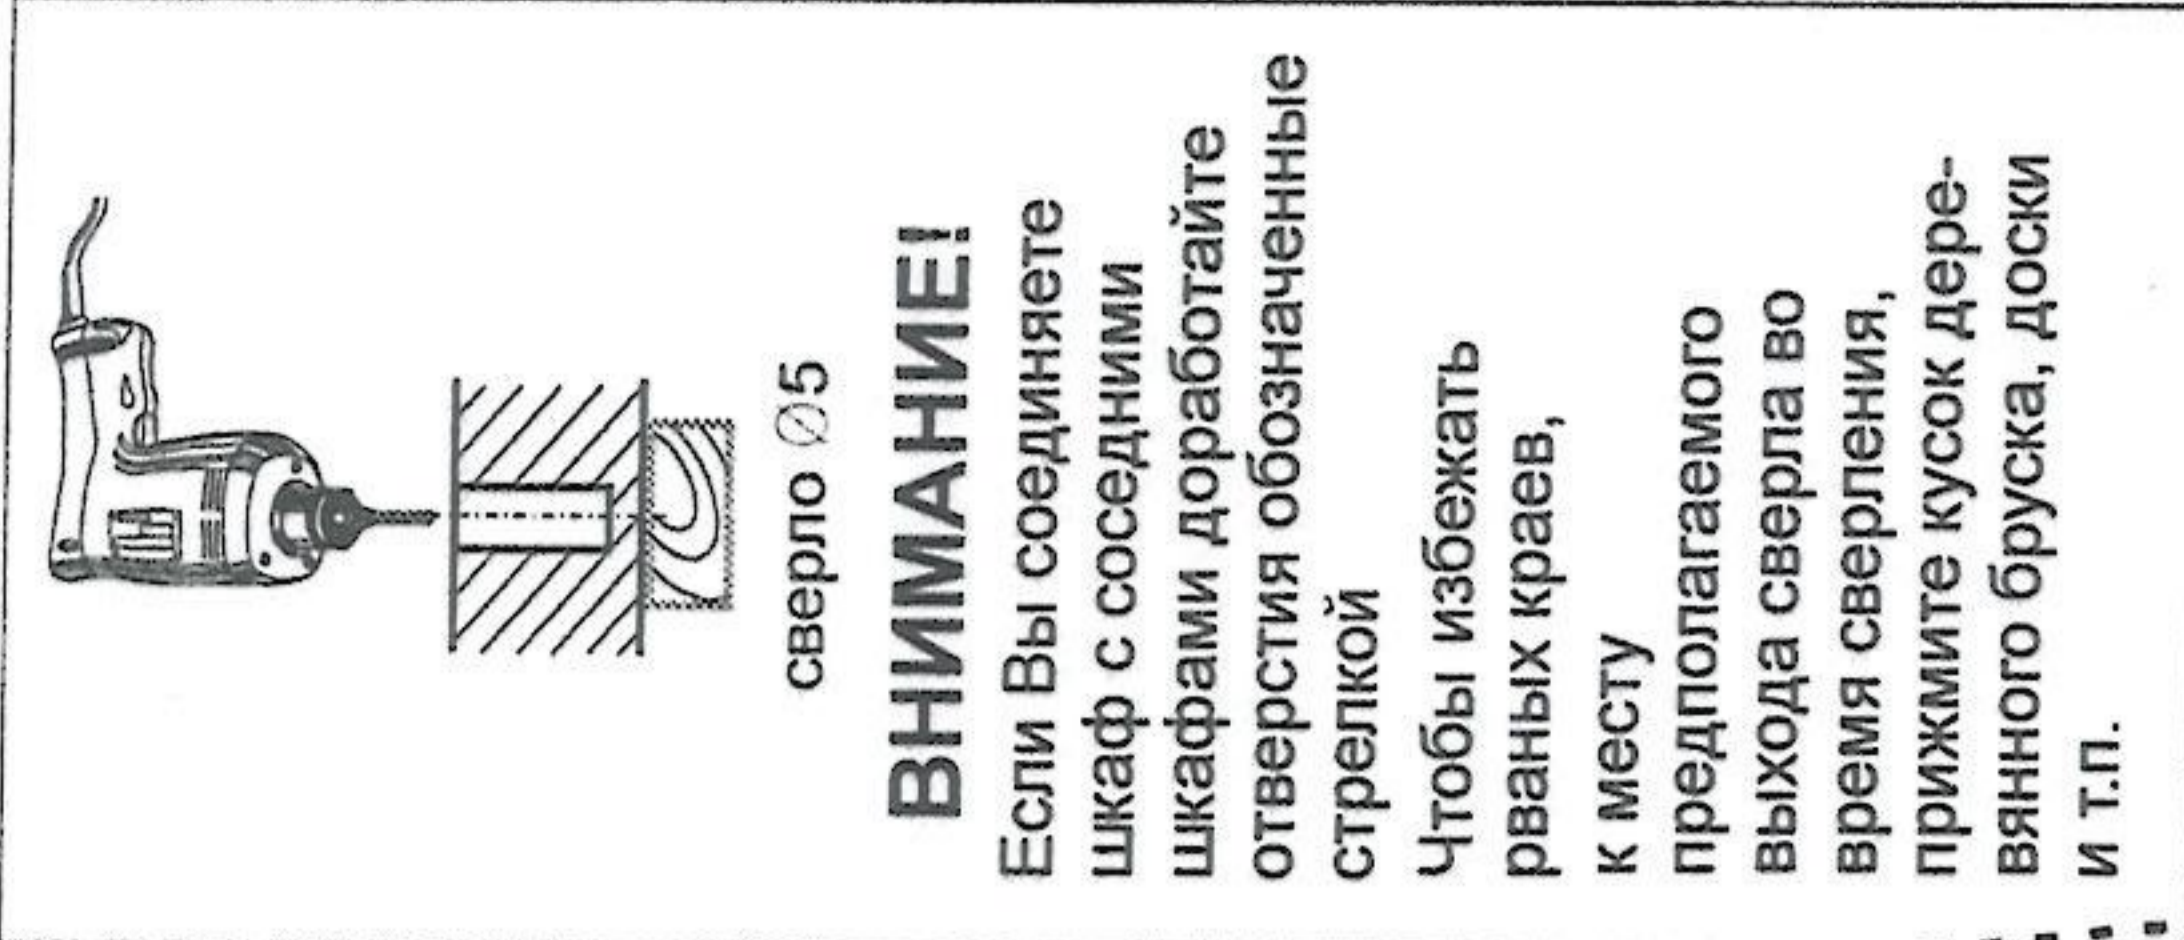 сверло ∅5
ВНИМАНИЕ!
Если Вы соединяете
шкаф с соседними
шкафами доработайте
отверстия обозначенные
стрелкой
Чтобы избежать
рваных краев,
к месту
предполагаемого
выхода сверла во
время сверления,
прижмите кусок дере-
вянного бруска, доски
и т.п.